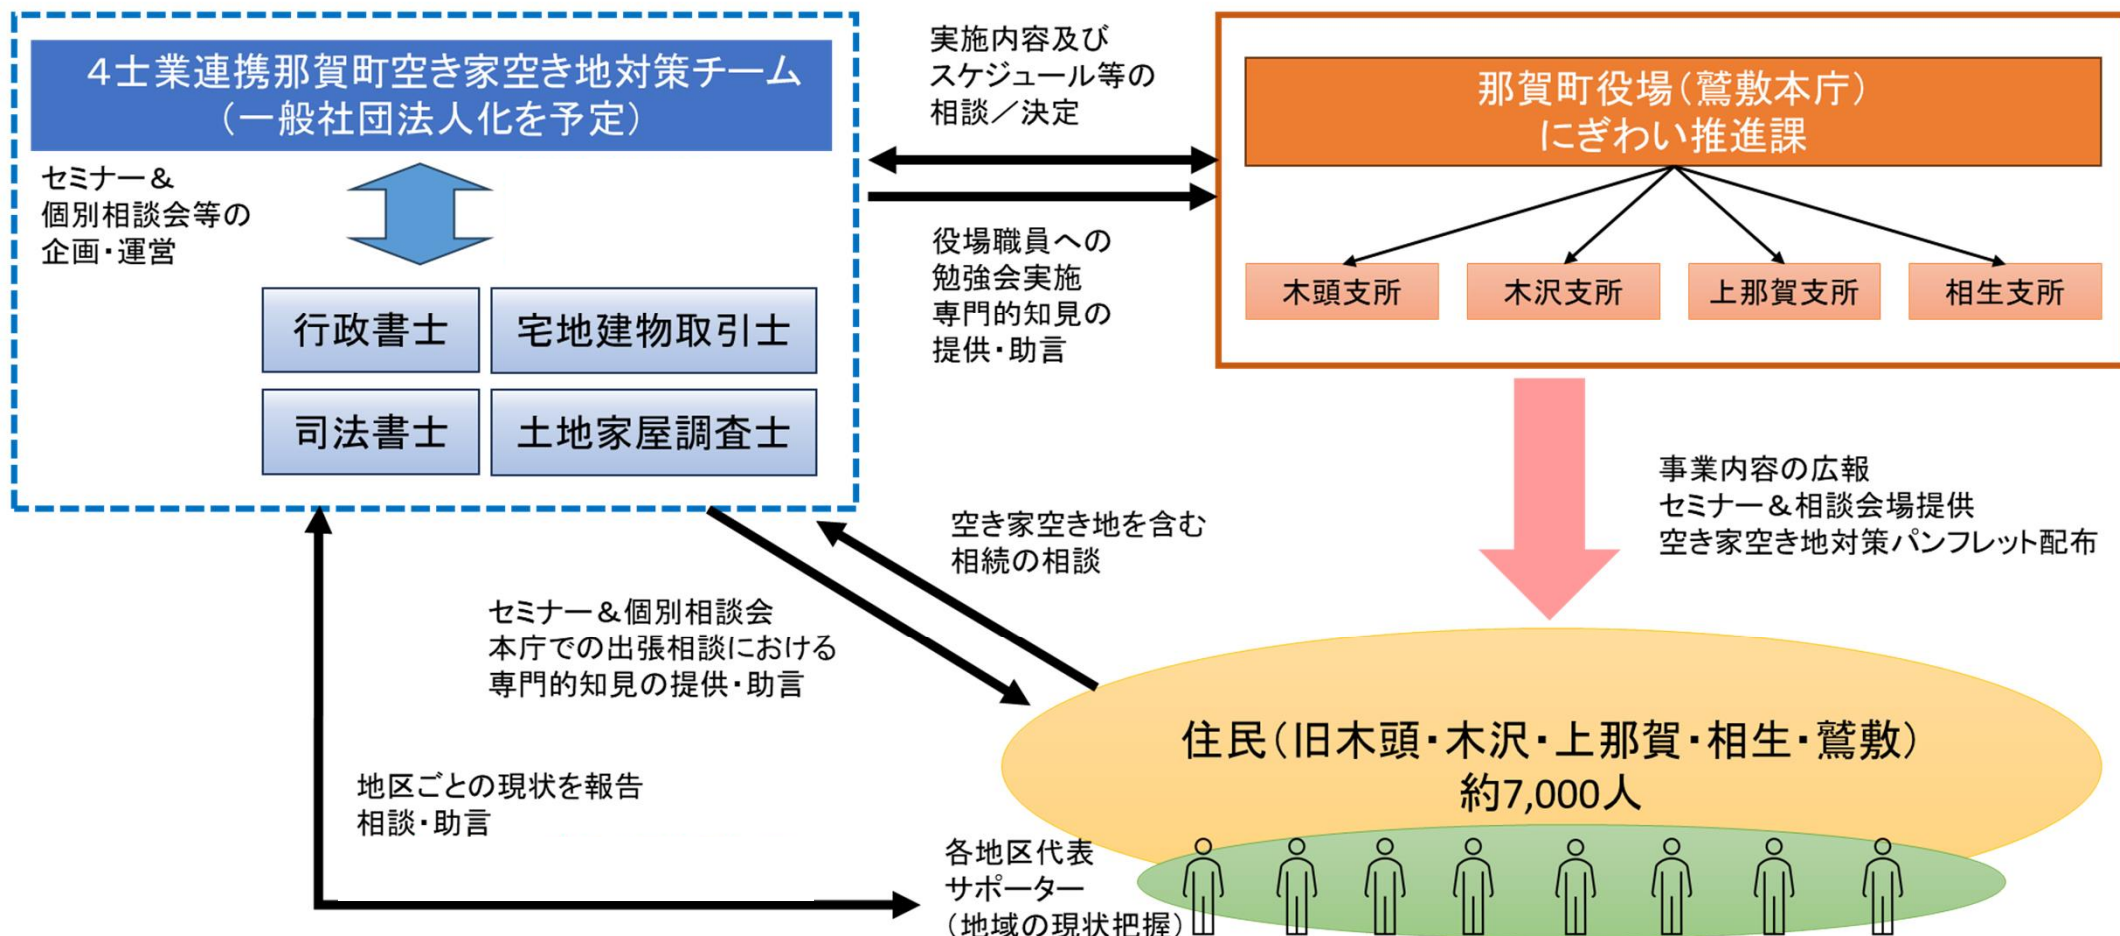 4士業連携那賀町空き家空き地対策チーム
(一般社団法人化を予定)
セミナー＆
個別相談会等の
企画・運営
行政書士
宅地建物取引士
司法書士
土地家屋調査士
実施内容及び
スケジュール等の
相談／決定
役場職員への
勉強会実施
専門的知見の
提供・助言
那賀町役場(鷲敷本庁)
にぎわい推進課
木頭支所
木沢支所
上那賀支所
相生支所
事業内容の広報
セミナー＆相談会場提供
空き家空き地対策パンフレット配布
空き家空き地を含む
相続の相談
セミナー＆個別相談会
本庁での出張相談における
専門的知見の提供・助言
地区ごとの現状を報告
相談・助言
住民(旧木頭・木沢・上那賀・相生・鷲敷)
約7,000人
各地区代表
サポーター
(地域の現状把握)